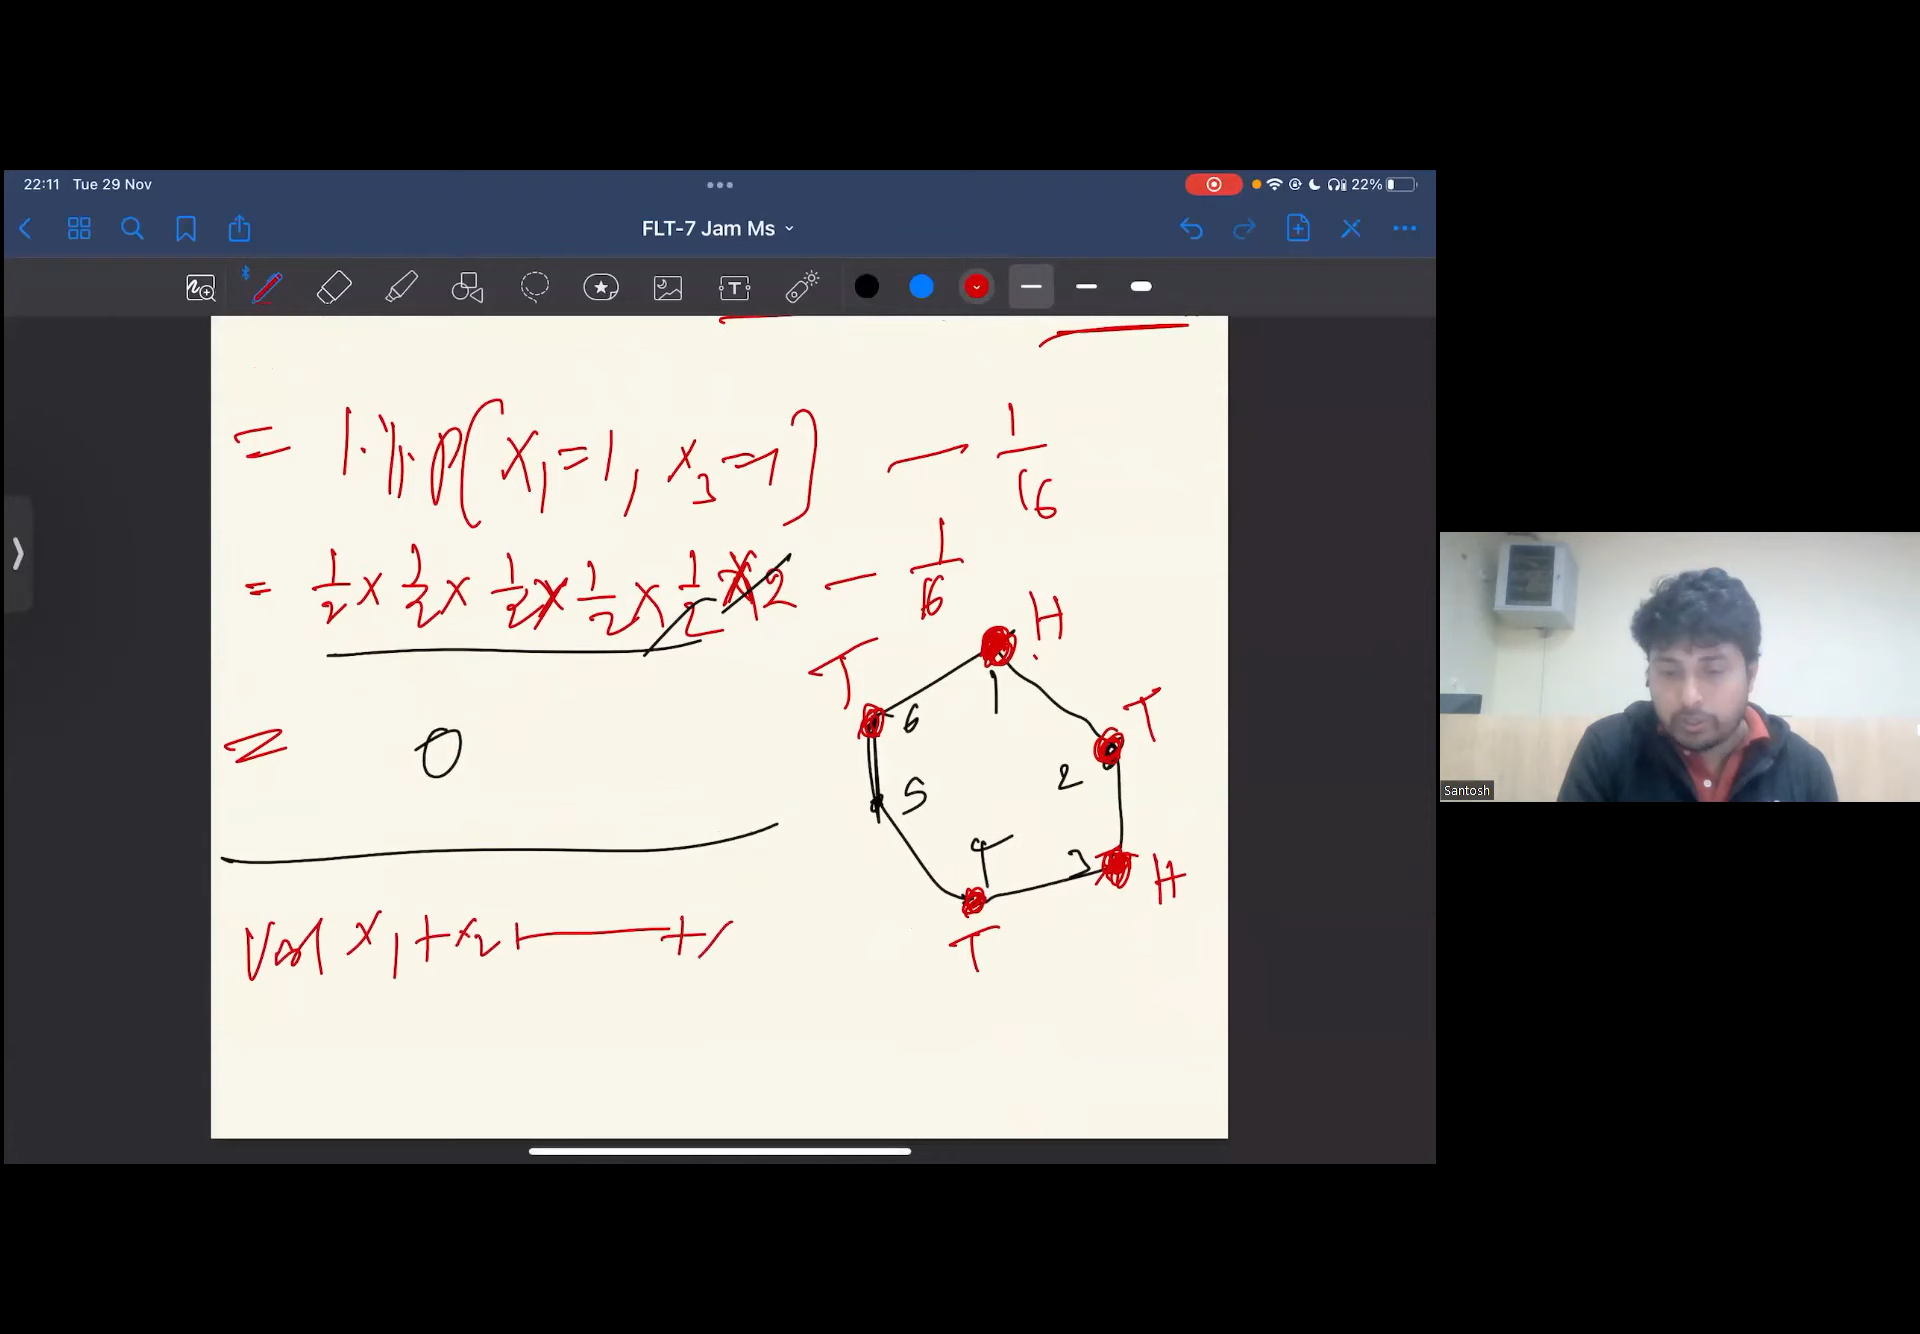 22:11 Tue 29 Nov
22%
FLT-7 Jam Ms
= 1·1·P(X₁=1, X₃=1) — 1/16
= 1/2 × 1/2 × 1/2 × 1/2 × 1/2 × 2 — 1/16
= 0
H
T
T
1
6
2
5
4
3
H
T
Var X₁+X₂+———+
Santosh